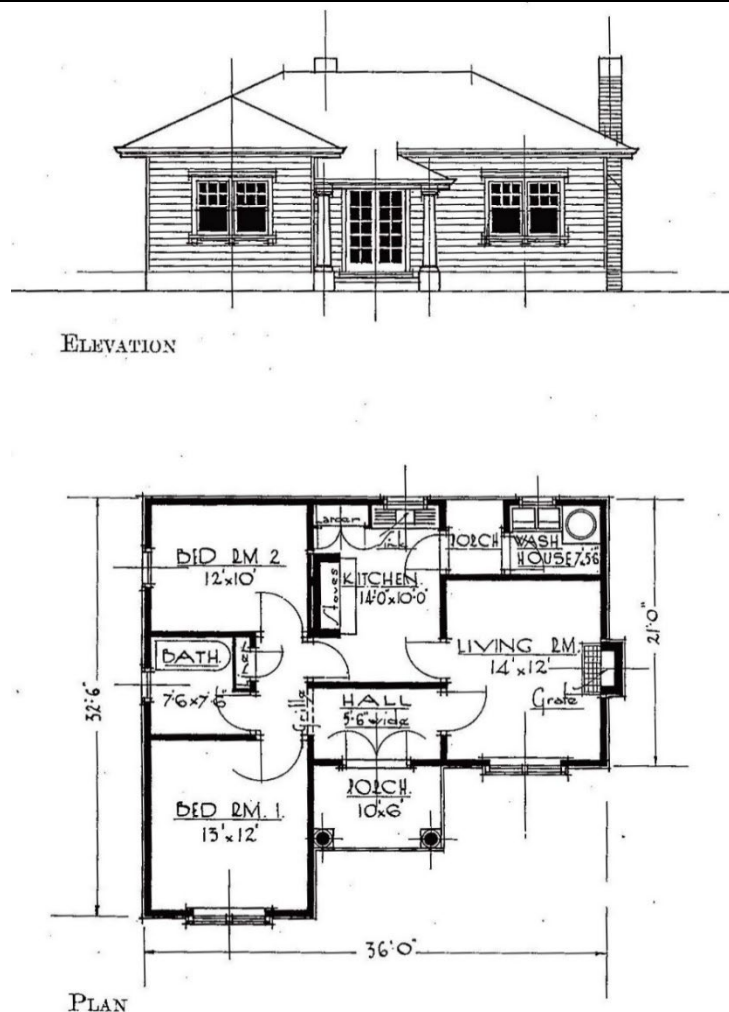 ELEVATION
BED RM. 2
12'x10'
Larder
Sink
Stoves
KITCHEN.
14'·0"x10'·0"
PORCH
WASH
HOUSE 7'x5'6"
BATH.
7'·6"x7'·6"
Grille
HALL
5'·6" wide
LIVING RM.
14'x12'
Grate
BED RM. 1.
13'x12'
PORCH.
10'x6'
32'·6"
21'·0"
36'·0"
PLAN